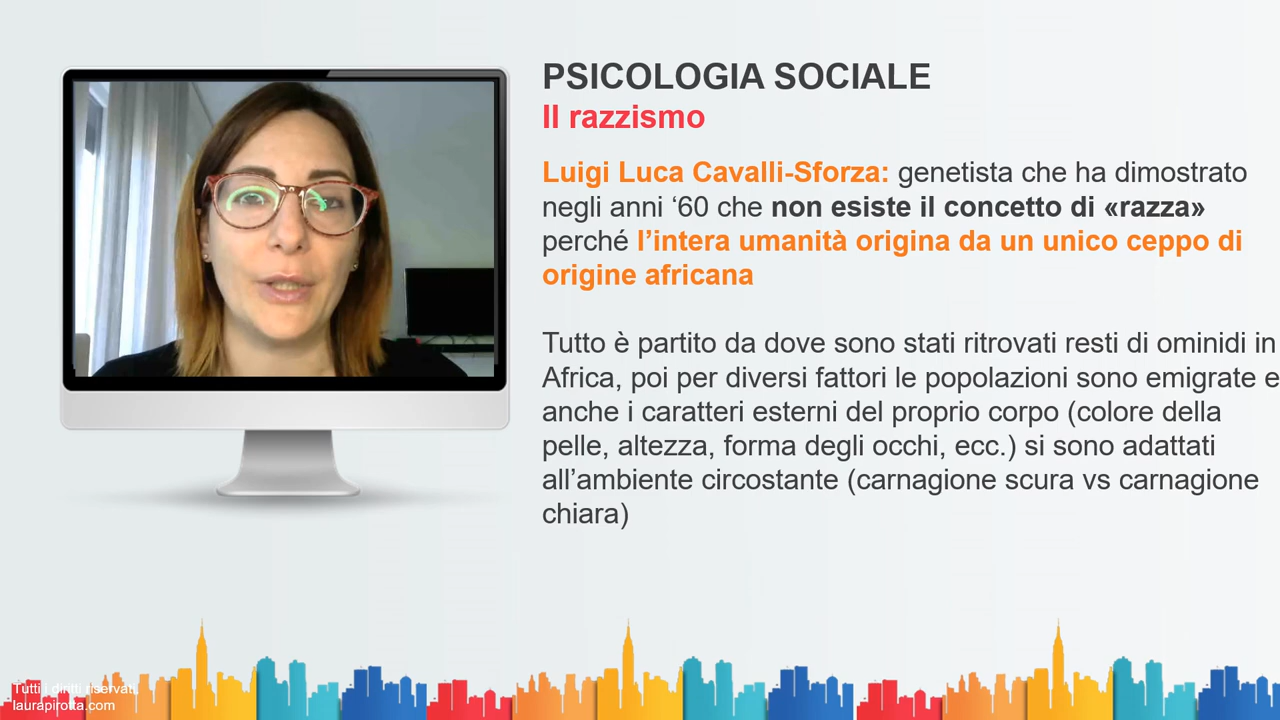 PSICOLOGIA SOCIALE
Il razzismo
Luigi Luca Cavalli-Sforza: genetista che ha dimostrato
negli anni ‘60 che non esiste il concetto di «razza»
perché l’intera umanità origina da un unico ceppo di
origine africana
Tutto è partito da dove sono stati ritrovati resti di ominidi in
Africa, poi per diversi fattori le popolazioni sono emigrate e
anche i caratteri esterni del proprio corpo (colore della
pelle, altezza, forma degli occhi, ecc.) si sono adattati
all’ambiente circostante (carnagione scura vs carnagione
chiara)
Tutti i diritti riservati
laurapirotta.com